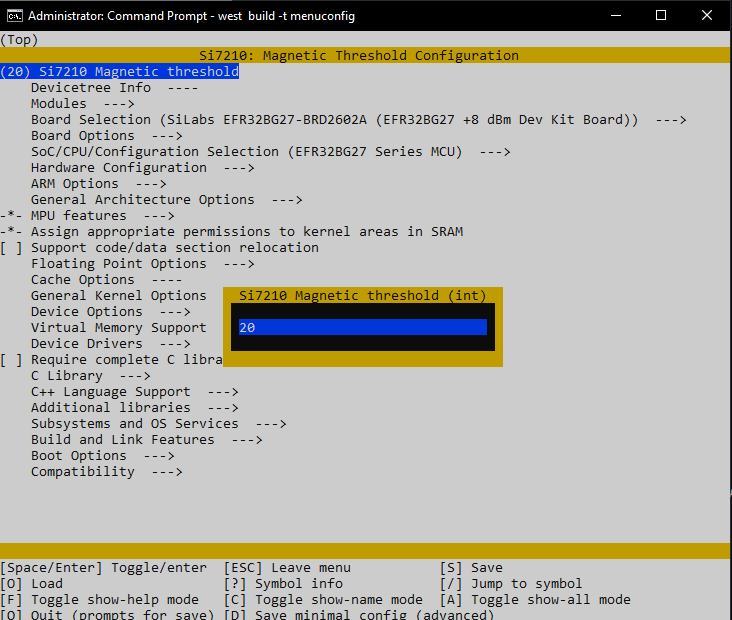 Administrator: Command Prompt - west build -t menuconfig
(Top)
Si7210: Magnetic Threshold Configuration
(20) Si7210 Magnetic threshold
Devicetree Info ----
Modules --->
Board Selection (SiLabs EFR32BG27-BRD2602A (EFR32BG27 +8 dBm Dev Kit Board)) --->
Board Options --->
SoC/CPU/Configuration Selection (EFR32BG27 Series MCU) --->
Hardware Configuration --->
ARM Options --->
General Architecture Options --->
-*- MPU features --->
-*- Assign appropriate permissions to kernel areas in SRAM
[ ] Support code/data section relocation
Floating Point Options --->
Cache Options ----
General Kernel Options
Si7210 Magnetic threshold (int)
Device Options --->
Virtual Memory Support
20
Device Drivers --->
[ ] Require complete C libra
C Library --->
C++ Language Support --->
Additional libraries --->
Subsystems and OS Services --->
Build and Link Features --->
Boot Options --->
Compatibility --->
[Space/Enter] Toggle/enter [ESC] Leave menu [S] Save
[O] Load [?] Symbol info [/] Jump to symbol
[F] Toggle show-help mode [C] Toggle show-name mode [A] Toggle show-all mode
[Q] Quit (prompts for save) [D] Save minimal config (advanced)